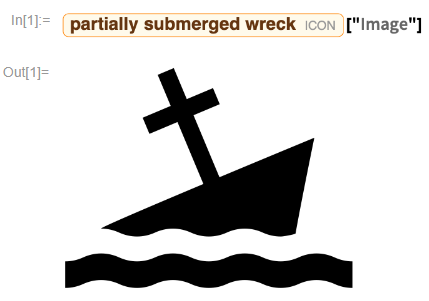 In[1]:= partially submerged wreck ICON ["Image"]
Out[1]=